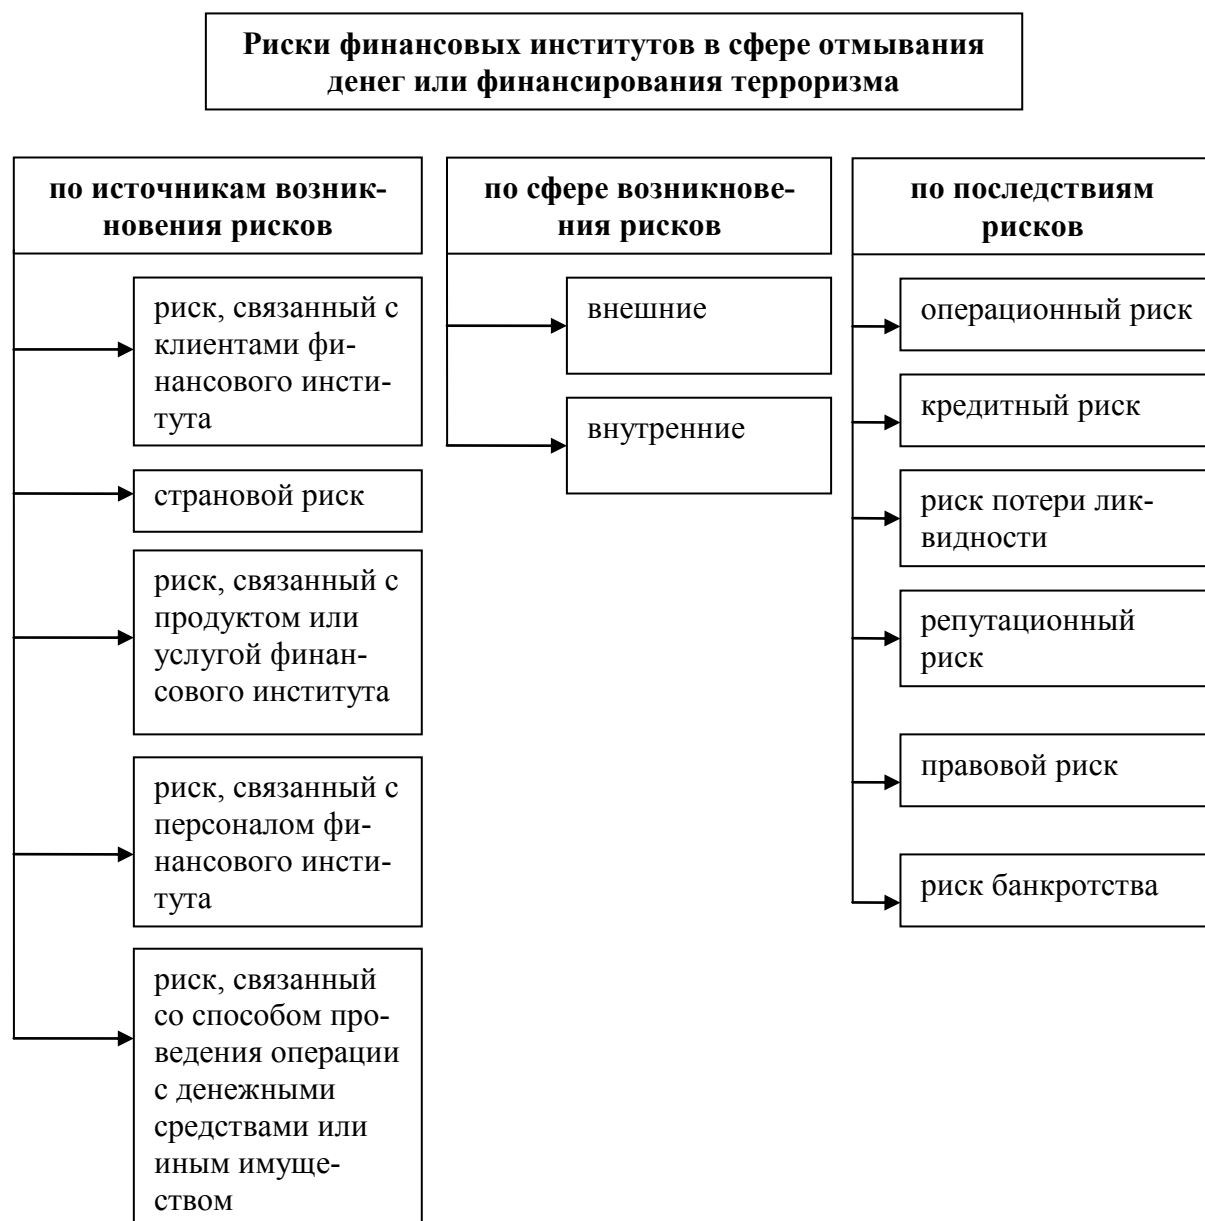 Риски финансовых институтов в сфере отмывания
денег или финансирования терроризма
по источникам возник-
новения рисков
риск, связанный с
клиентами фи-
нансового инсти-
тута
страновой риск
риск, связанный с
продуктом или
услугой финан-
сового института
риск, связанный с
персоналом фи-
нансового инсти-
тута
риск, связанный
со способом про-
ведения операции
с денежными
средствами или
иным имуще-
ством
по сфере возникнове-
ния рисков
внешние
внутренние
по последствиям
рисков
операционный риск
кредитный риск
риск потери лик-
видности
репутационный
риск
правовой риск
риск банкротства